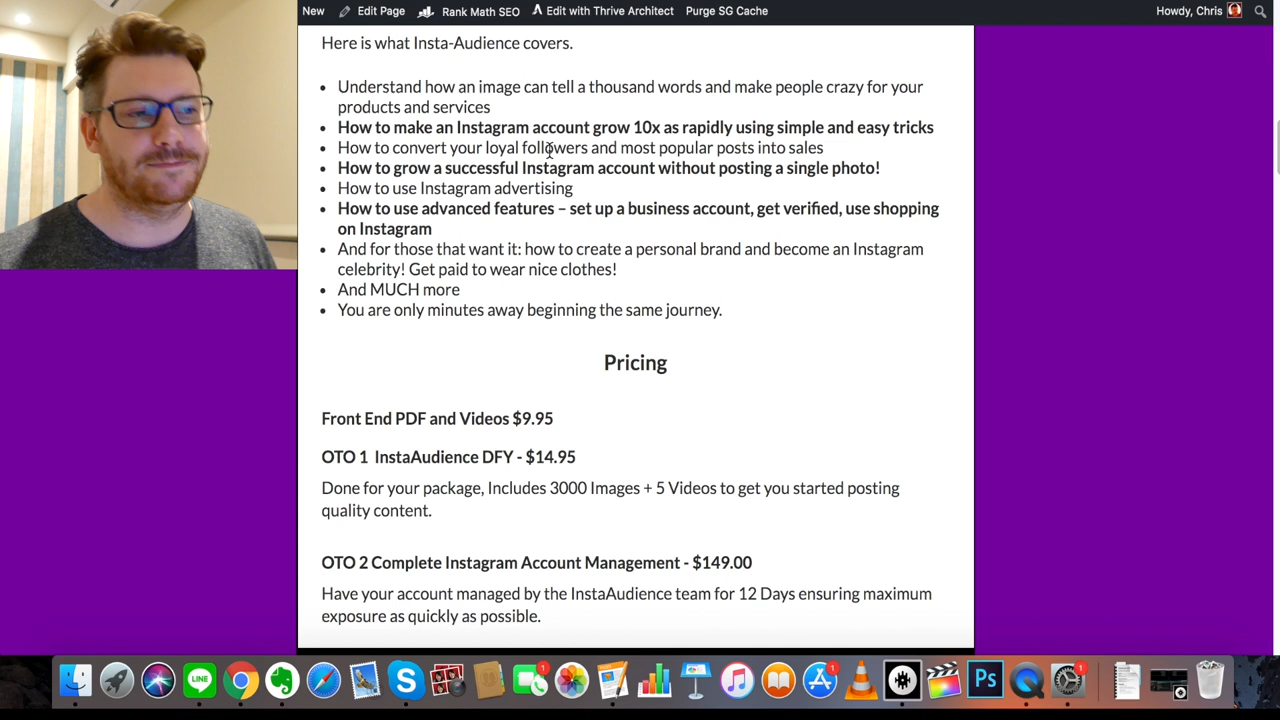 New Edit Page Rank Math SEO Edit with Thrive Architect Purge SG Cache Howdy, Chris
Here is what Insta-Audience covers.
• Understand how an image can tell a thousand words and make people crazy for your
products and services
• How to make an Instagram account grow 10x as rapidly using simple and easy tricks
• How to convert your loyal followers and most popular posts into sales
• How to grow a successful Instagram account without posting a single photo!
• How to use Instagram advertising
• How to use advanced features – set up a business account, get verified, use shopping
on Instagram
• And for those that want it: how to create a personal brand and become an Instagram
celebrity! Get paid to wear nice clothes!
• And MUCH more
• You are only minutes away beginning the same journey.
Pricing
Front End PDF and Videos $9.95
OTO 1 InstaAudience DFY - $14.95
Done for your package, Includes 3000 Images + 5 Videos to get you started posting
quality content.
OTO 2 Complete Instagram Account Management - $149.00
Have your account managed by the InstaAudience team for 12 Days ensuring maximum
exposure as quickly as possible.
1 1 1
LINE S Ps